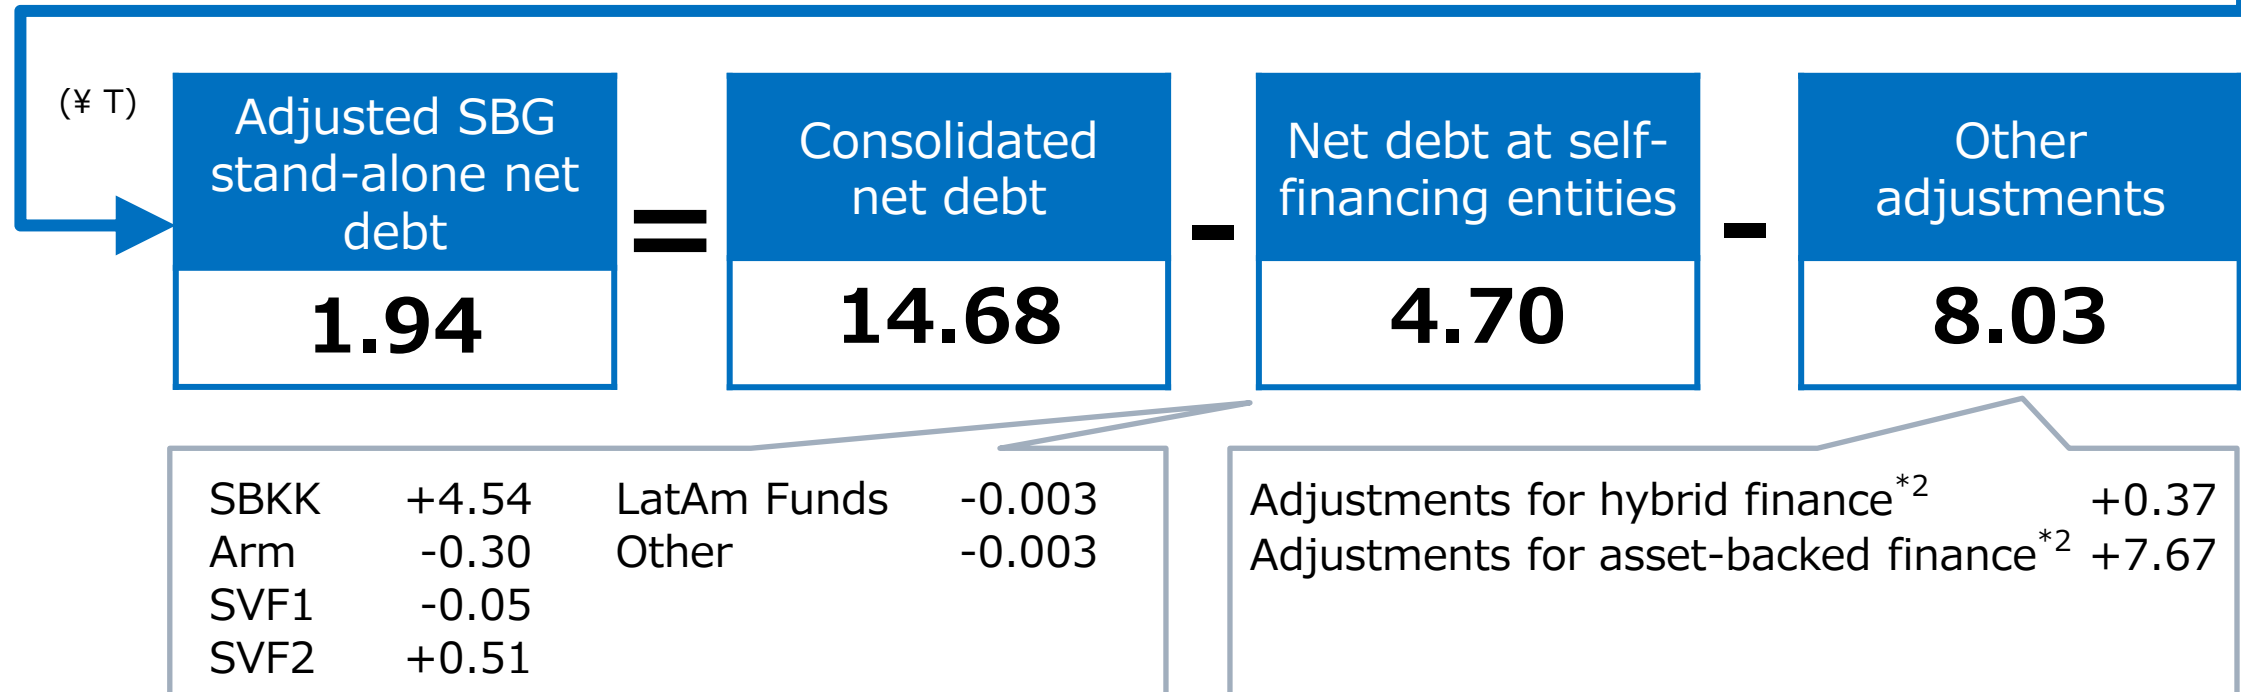 (¥ T)
Adjusted SBG
stand-alone net
debt
1.94
=
Consolidated
net debt
14.68
-
Net debt at self-
financing entities
4.70
-
Other
adjustments
8.03
SBKK +4.54 LatAm Funds -0.003
Arm -0.30 Other -0.003
SVF1 -0.05
SVF2 +0.51
Adjustments for hybrid finance*2 +0.37
Adjustments for asset-backed finance*2 +7.67